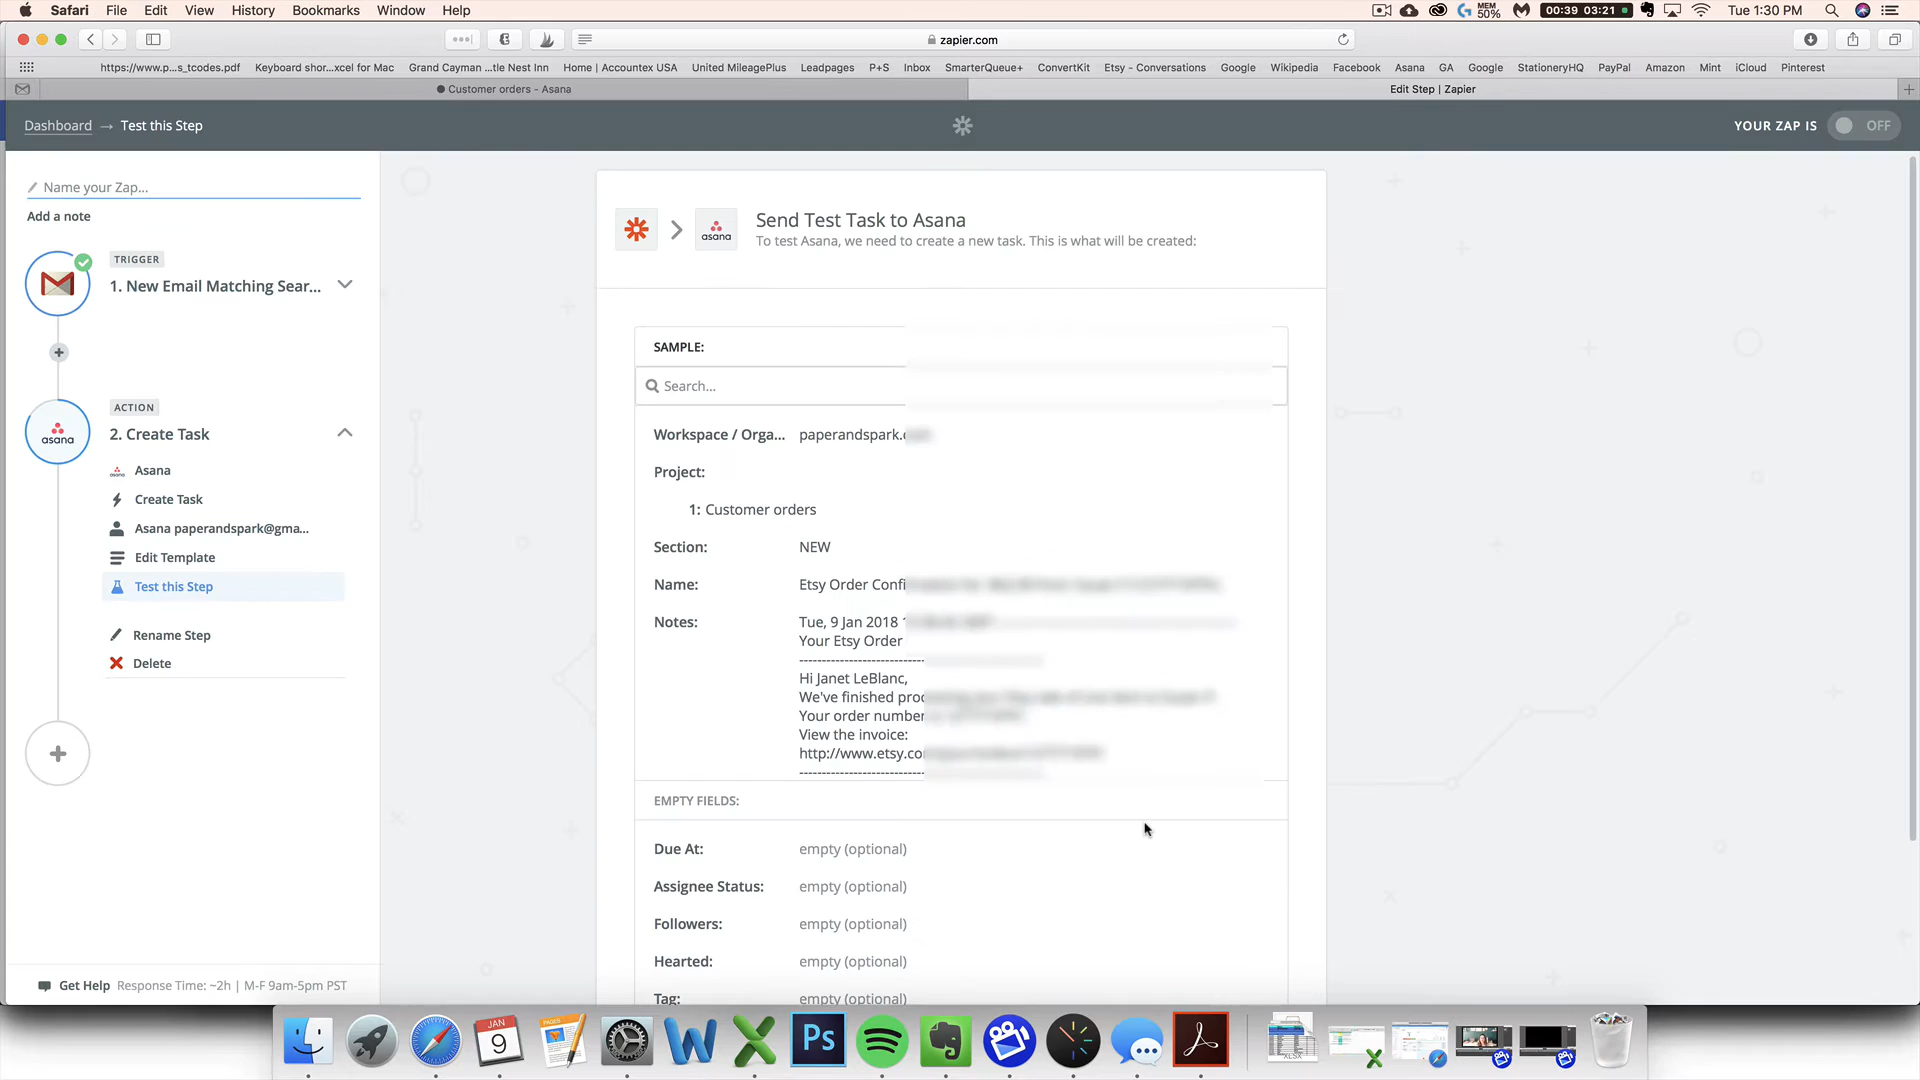 Safari File Edit View History Bookmarks Window Help
MEM 50% 00:39 03:21 Tue 1:30 PM
zapier.com
https://www.p...s_tcodes.pdf Keyboard shor...xcel for Mac Grand Cayman ...tle Nest Inn Home | Accountex USA United MileagePlus Leadpages P+S Inbox SmarterQueue+ ConvertKit Etsy - Conversations Google Wikipedia Facebook Asana GA Google StationeryHQ PayPal Amazon Mint iCloud Pinterest
Customer orders - Asana
Edit Step | Zapier
Dashboard → Test this Step
YOUR ZAP IS OFF
Name your Zap...
Add a note
TRIGGER
1. New Email Matching Sear...
ACTION
2. Create Task
asana
Asana
Create Task
Asana paperandspark@gma...
Edit Template
Test this Step
Rename Step
Delete
Get Help Response Time: ~2h | M-F 9am-5pm PST
asana
Send Test Task to Asana
To test Asana, we need to create a new task. This is what will be created:
SAMPLE:
Search...
Workspace / Orga... paperandspark.
Project:
1: Customer orders
Section: NEW
Name: Etsy Order
Notes: Tue, 9 Jan 2018
Your Etsy Order
Hi Janet LeBlanc,
We've finished
Your order number
View the invoice:
http://www.etsy.
EMPTY FIELDS:
Due At: empty (optional)
Assignee Status: empty (optional)
Followers: empty (optional)
Hearted: empty (optional)
Tag: empty (optional)
JAN
9
PAGES
W
Ps
XLSX